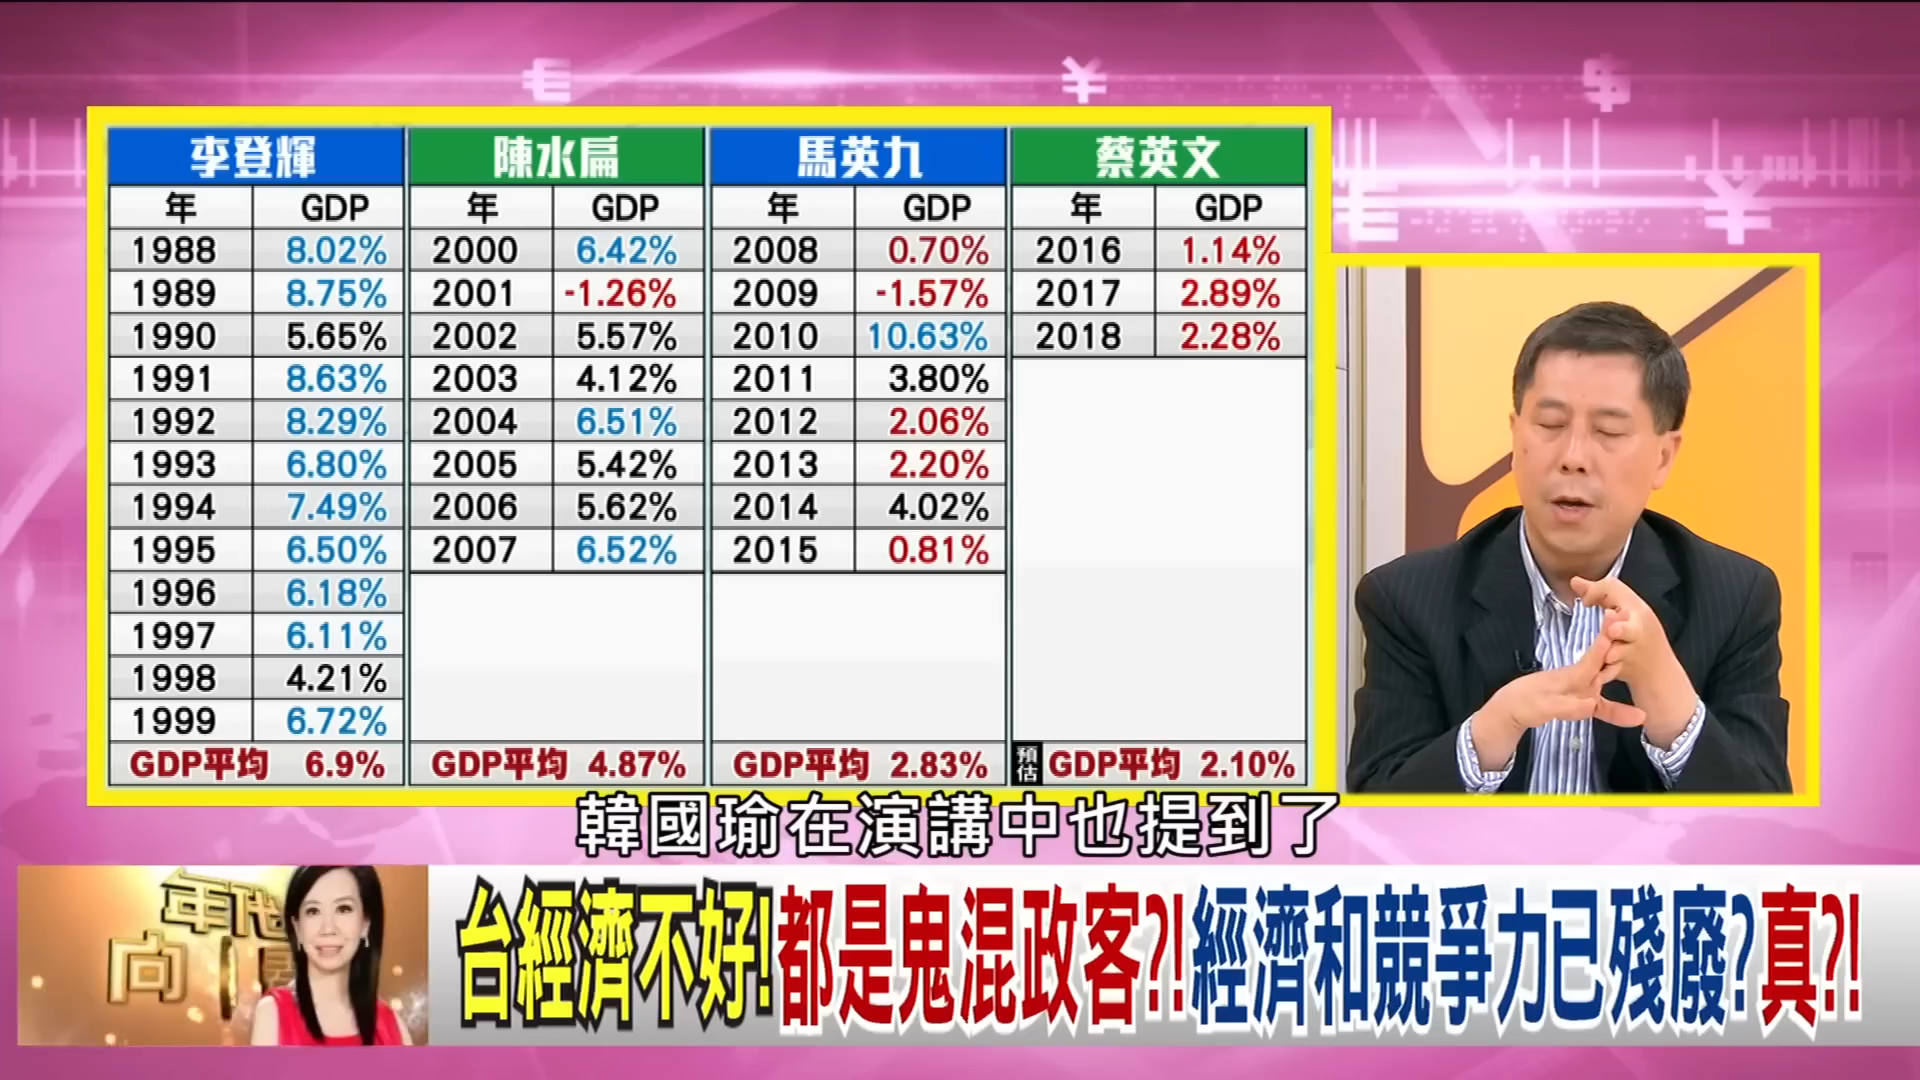 李登輝 陳水扁 馬英九 蔡英文
年 GDP 年 GDP 年 GDP 年 GDP
1988 8.02% 2000 6.42% 2008 0.70% 2016 1.14%
1989 8.75% 2001 -1.26% 2009 -1.57% 2017 2.89%
1990 5.65% 2002 5.57% 2010 10.63% 2018 2.28%
1991 8.63% 2003 4.12% 2011 3.80%
1992 8.29% 2004 6.51% 2012 2.06%
1993 6.80% 2005 5.42% 2013 2.20%
1994 7.49% 2006 5.62% 2014 4.02%
1995 6.50% 2007 6.52% 2015 0.81%
1996 6.18%
1997 6.11%
1998 4.21%
1999 6.72%
GDP平均 6.9% GDP平均 4.87% GDP平均 2.83% 預估 GDP平均 2.10%
韓國瑜在演講中也提到了
年代
向
台經濟不好!都是鬼混政客?!經濟和競爭力已殘廢?真?!